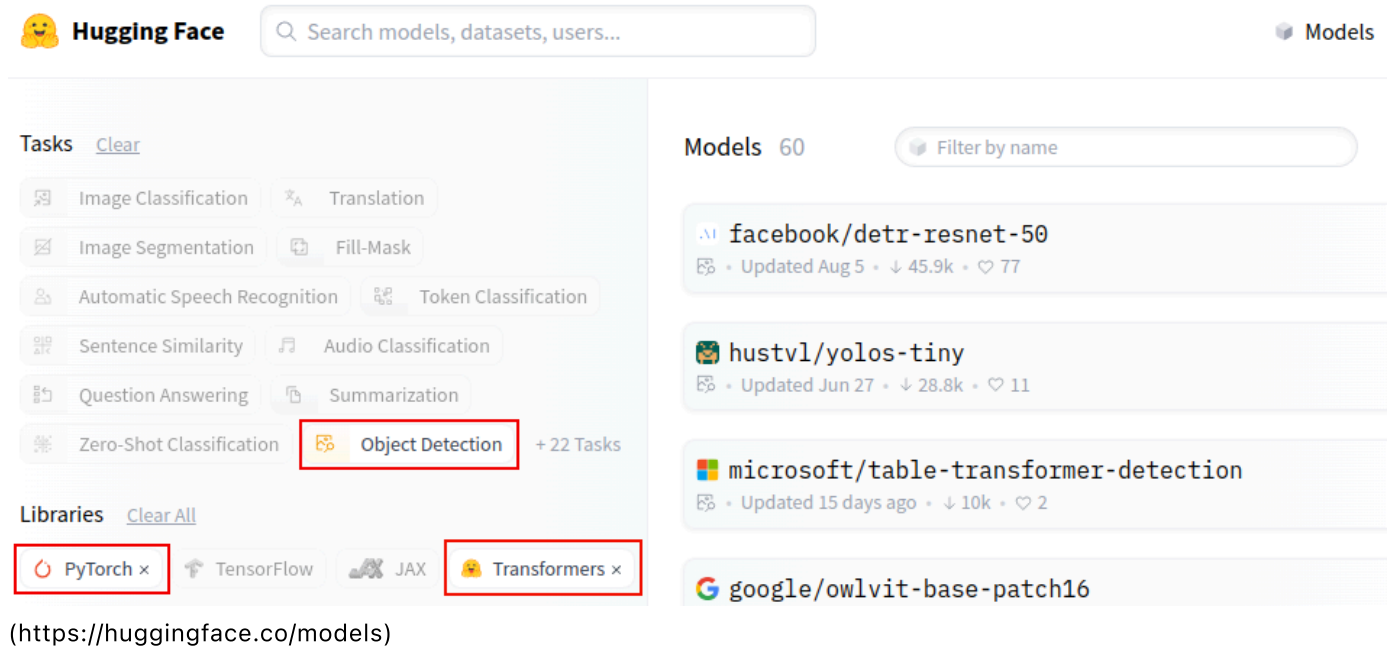 Hugging Face
Search models, datasets, users...
Models
Tasks Clear
Image Classification Translation
Image Segmentation Fill-Mask
Automatic Speech Recognition Token Classification
Sentence Similarity Audio Classification
Question Answering Summarization
Zero-Shot Classification Object Detection + 22 Tasks
Libraries Clear All
PyTorch × TensorFlow JAX Transformers ×
Models 60 Filter by name
facebook/detr-resnet-50
• Updated Aug 5 • ↓ 45.9k • ♡ 77
hustvl/yolos-tiny
• Updated Jun 27 • ↓ 28.8k • ♡ 11
microsoft/table-transformer-detection
• Updated 15 days ago • ↓ 10k • ♡ 2
google/owlvit-base-patch16
(https://huggingface.co/models)